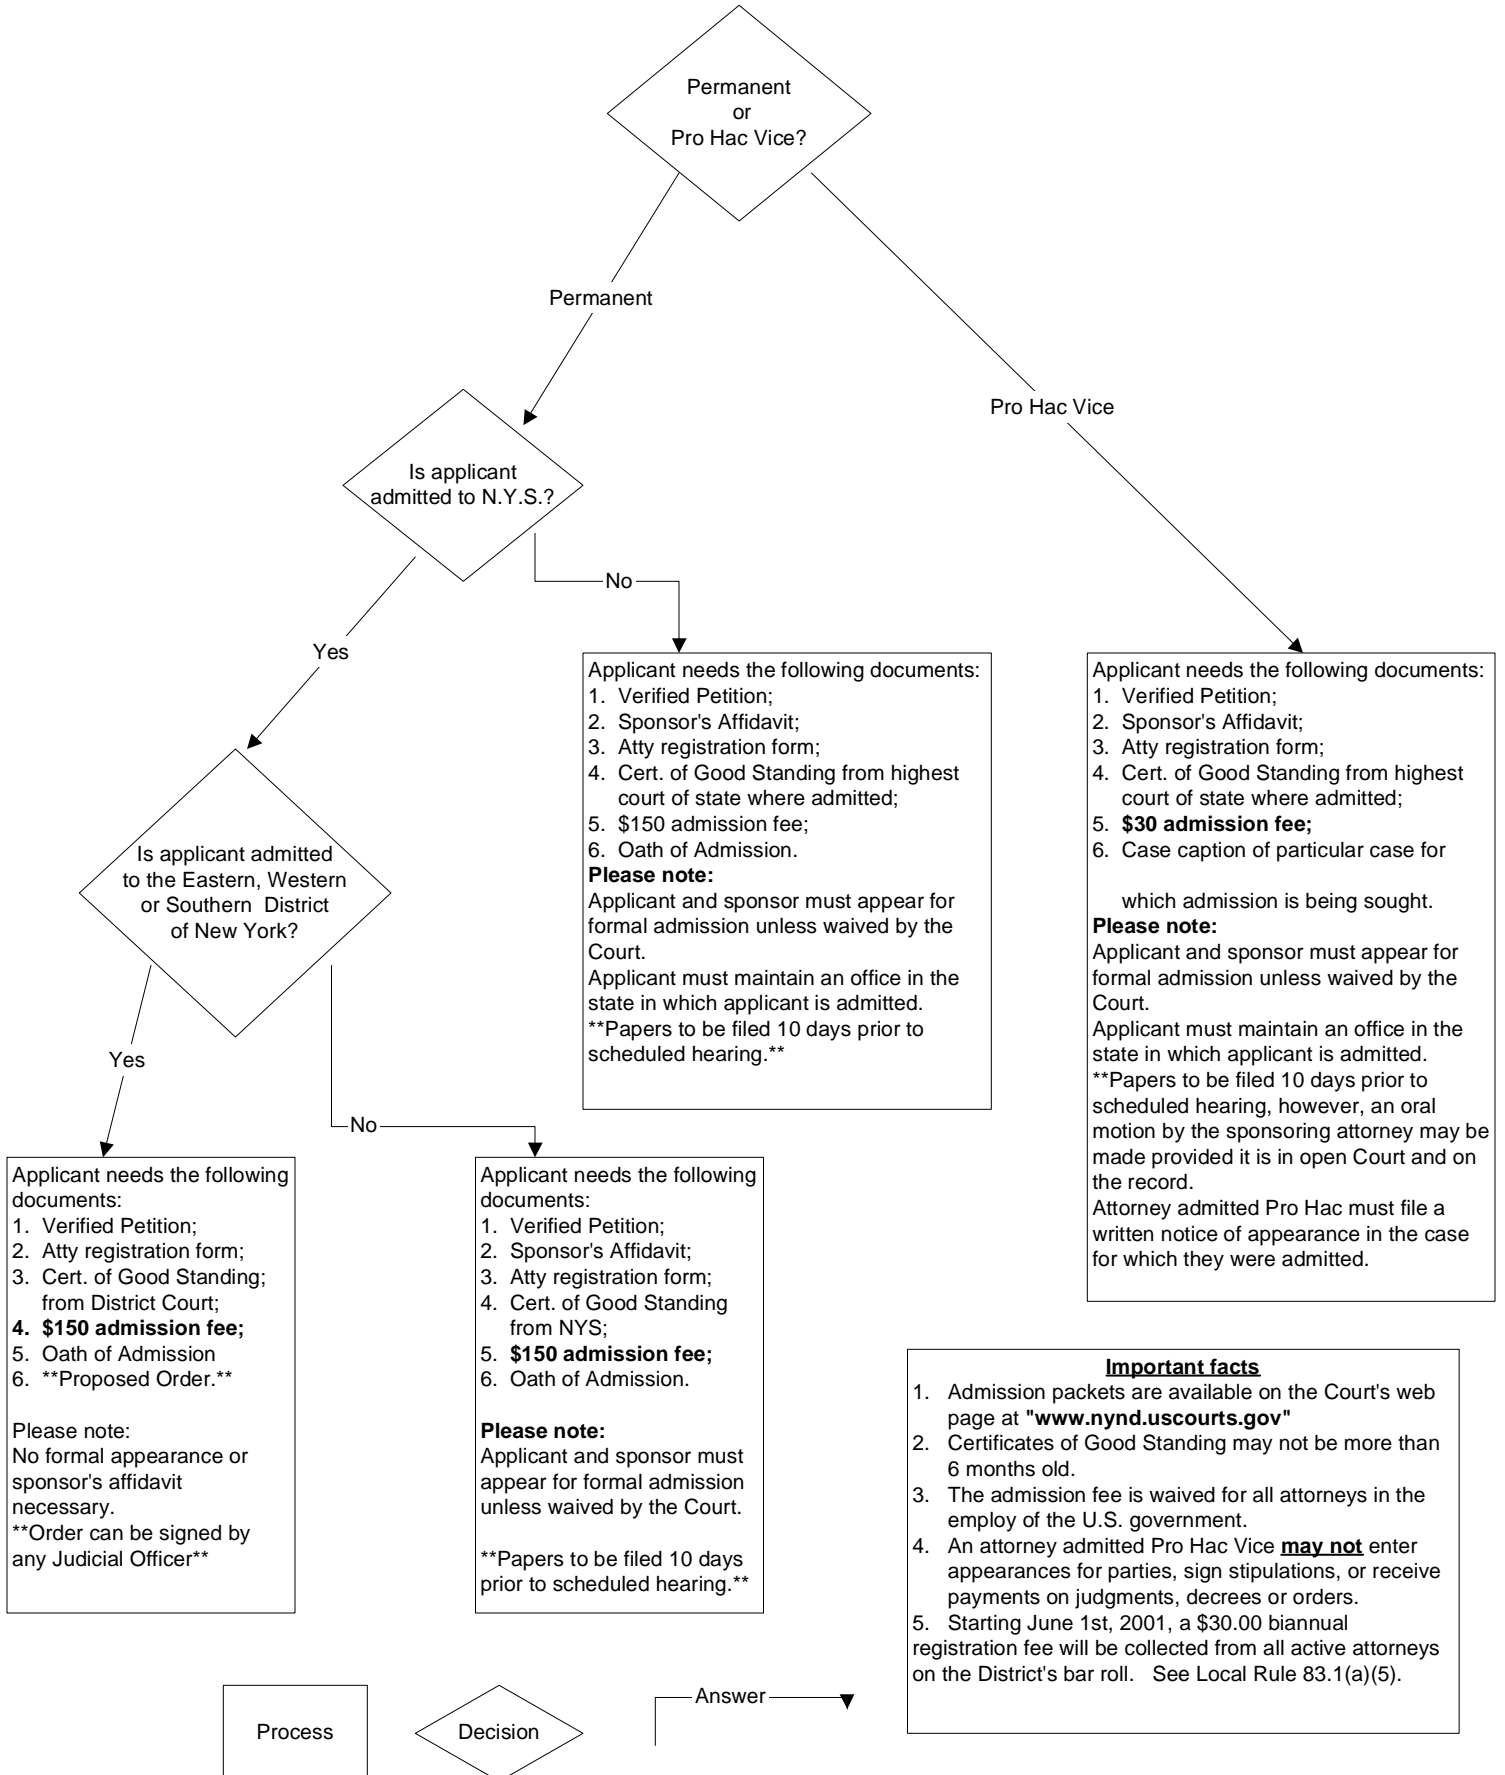 Permanent
or
Pro Hac Vice?
Permanent
Pro Hac Vice
Is applicant
admitted to N.Y.S.?
No
Yes
Applicant needs the following documents:
1. Verified Petition;
2. Sponsor's Affidavit;
3. Atty registration form;
4. Cert. of Good Standing from highest
court of state where admitted;
5. $150 admission fee;
6. Oath of Admission.
Please note:
Applicant and sponsor must appear for
formal admission unless waived by the
Court.
Applicant must maintain an office in the
state in which applicant is admitted.
**Papers to be filed 10 days prior to
scheduled hearing.**
Applicant needs the following documents:
1. Verified Petition;
2. Sponsor's Affidavit;
3. Atty registration form;
4. Cert. of Good Standing from highest
court of state where admitted;
5. $30 admission fee;
6. Case caption of particular case for
which admission is being sought.
Please note:
Applicant and sponsor must appear for
formal admission unless waived by the
Court.
Applicant must maintain an office in the
state in which applicant is admitted.
**Papers to be filed 10 days prior to
scheduled hearing, however, an oral
motion by the sponsoring attorney may be
made provided it is in open Court and on
the record.
Attorney admitted Pro Hac must file a
written notice of appearance in the case
for which they were admitted.
Is applicant admitted
to the Eastern, Western
or Southern District
of New York?
Yes
No
Applicant needs the following
documents:
1. Verified Petition;
2. Atty registration form;
3. Cert. of Good Standing;
from District Court;
4. $150 admission fee;
5. Oath of Admission
6. **Proposed Order.**
Please note:
No formal appearance or
sponsor's affidavit
necessary.
**Order can be signed by
any Judicial Officer**
Applicant needs the following
documents:
1. Verified Petition;
2. Sponsor's Affidavit;
3. Atty registration form;
4. Cert. of Good Standing
from NYS;
5. $150 admission fee;
6. Oath of Admission.
Please note:
Applicant and sponsor must
appear for formal admission
unless waived by the Court.
**Papers to be filed 10 days
prior to scheduled hearing.**
Important facts
1. Admission packets are available on the Court's web
page at "www.nynd.uscourts.gov"
2. Certificates of Good Standing may not be more than
6 months old.
3. The admission fee is waived for all attorneys in the
employ of the U.S. government.
4. An attorney admitted Pro Hac Vice may not enter
appearances for parties, sign stipulations, or receive
payments on judgments, decrees or orders.
5. Starting June 1st, 2001, a $30.00 biannual
registration fee will be collected from all active attorneys
on the District's bar roll. See Local Rule 83.1(a)(5).
Process
Decision
Answer